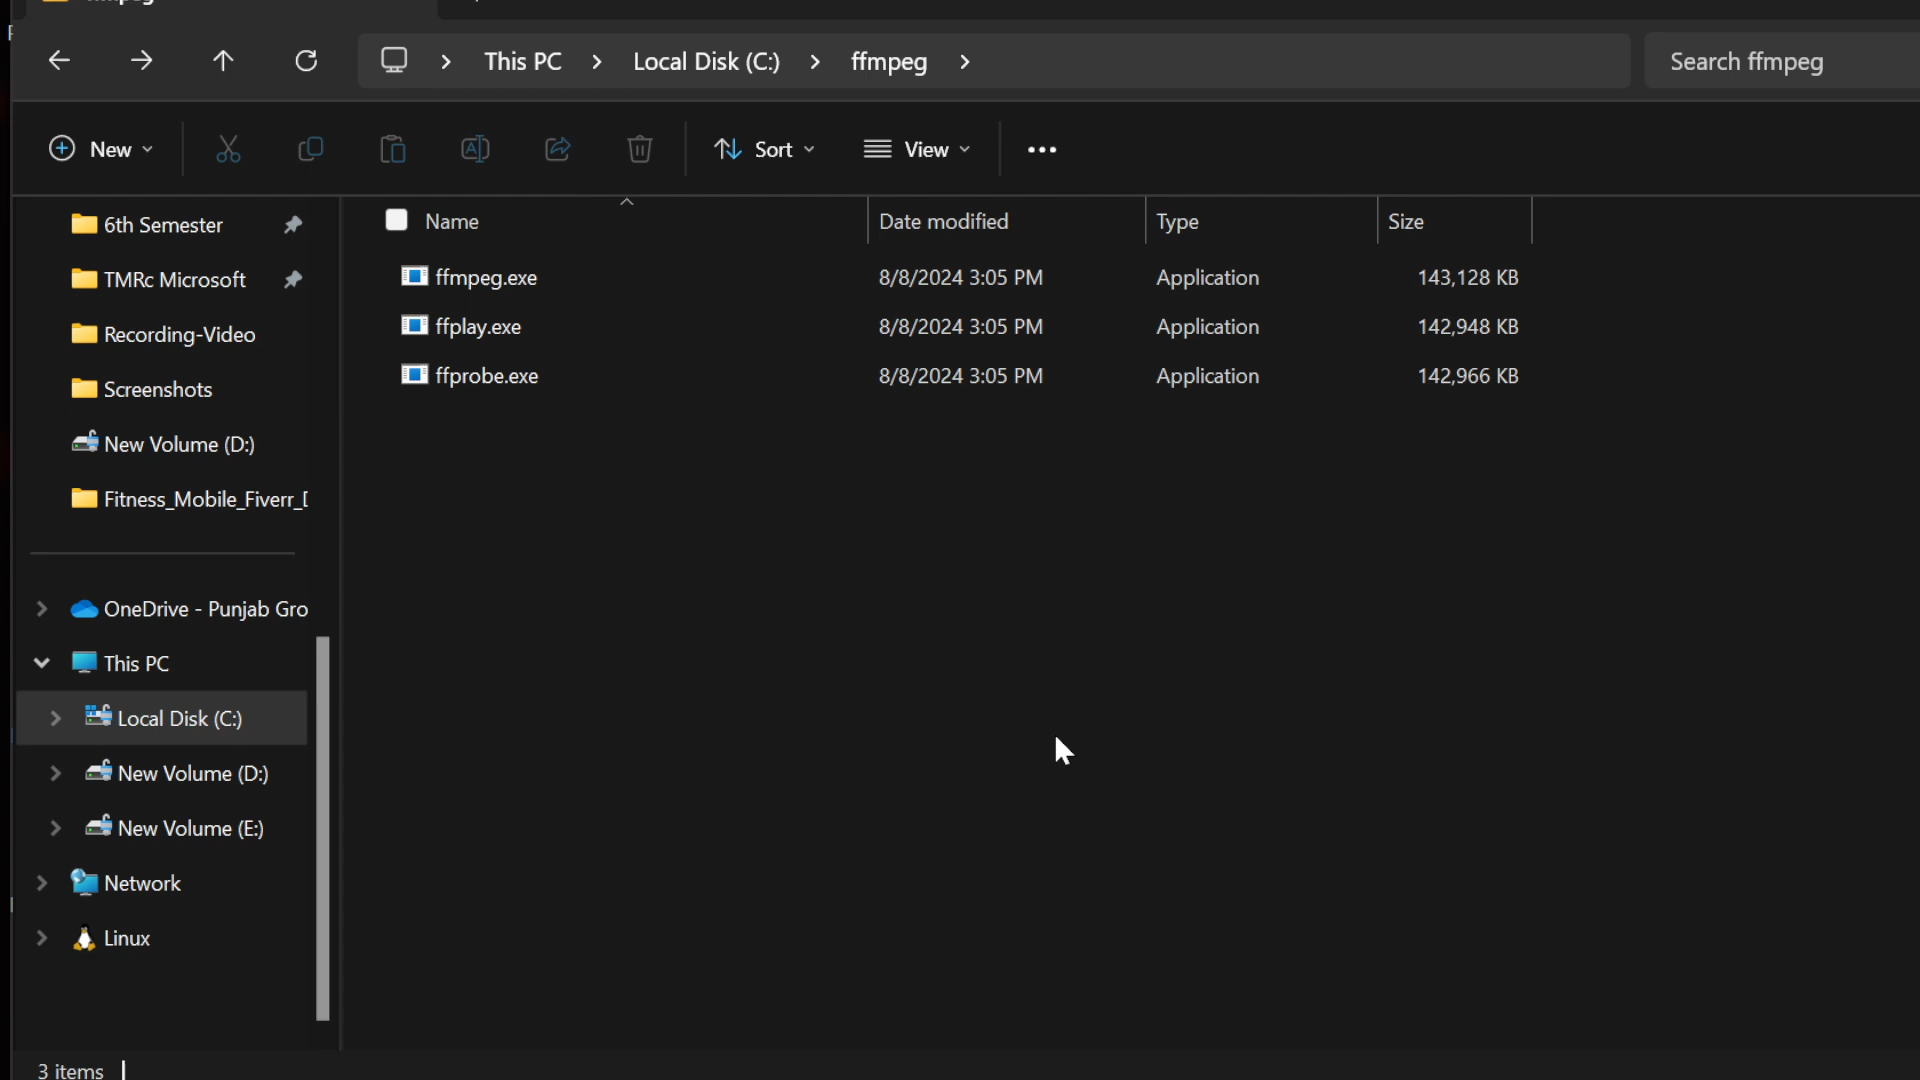 This PC > Local Disk (C:) > ffmpeg >
Search ffmpeg
New
Sort
View
Name Date modified Type Size
ffmpeg.exe 8/8/2024 3:05 PM Application 143,128 KB
ffplay.exe 8/8/2024 3:05 PM Application 142,948 KB
ffprobe.exe 8/8/2024 3:05 PM Application 142,966 KB
6th Semester
TMRc Microsoft
Recording-Video
Screenshots
New Volume (D:)
Fitness_Mobile_Fiverr_
OneDrive - Punjab Gro
This PC
Local Disk (C:)
New Volume (D:)
New Volume (E:)
Network
Linux
3 items